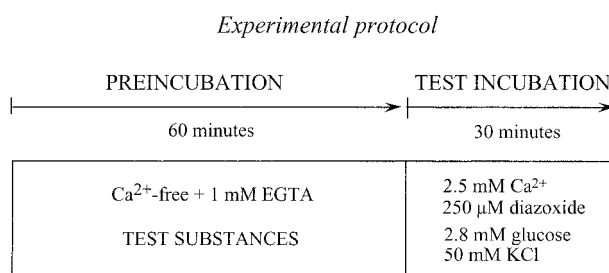 Experimental protocol
PREINCUBATION
TEST INCUBATION
60 minutes
30 minutes
Ca²⁺-free + 1 mM EGTA
TEST SUBSTANCES
2.5 mM Ca²⁺
250 µM diazoxide
2.8 mM glucose
50 mM KCl